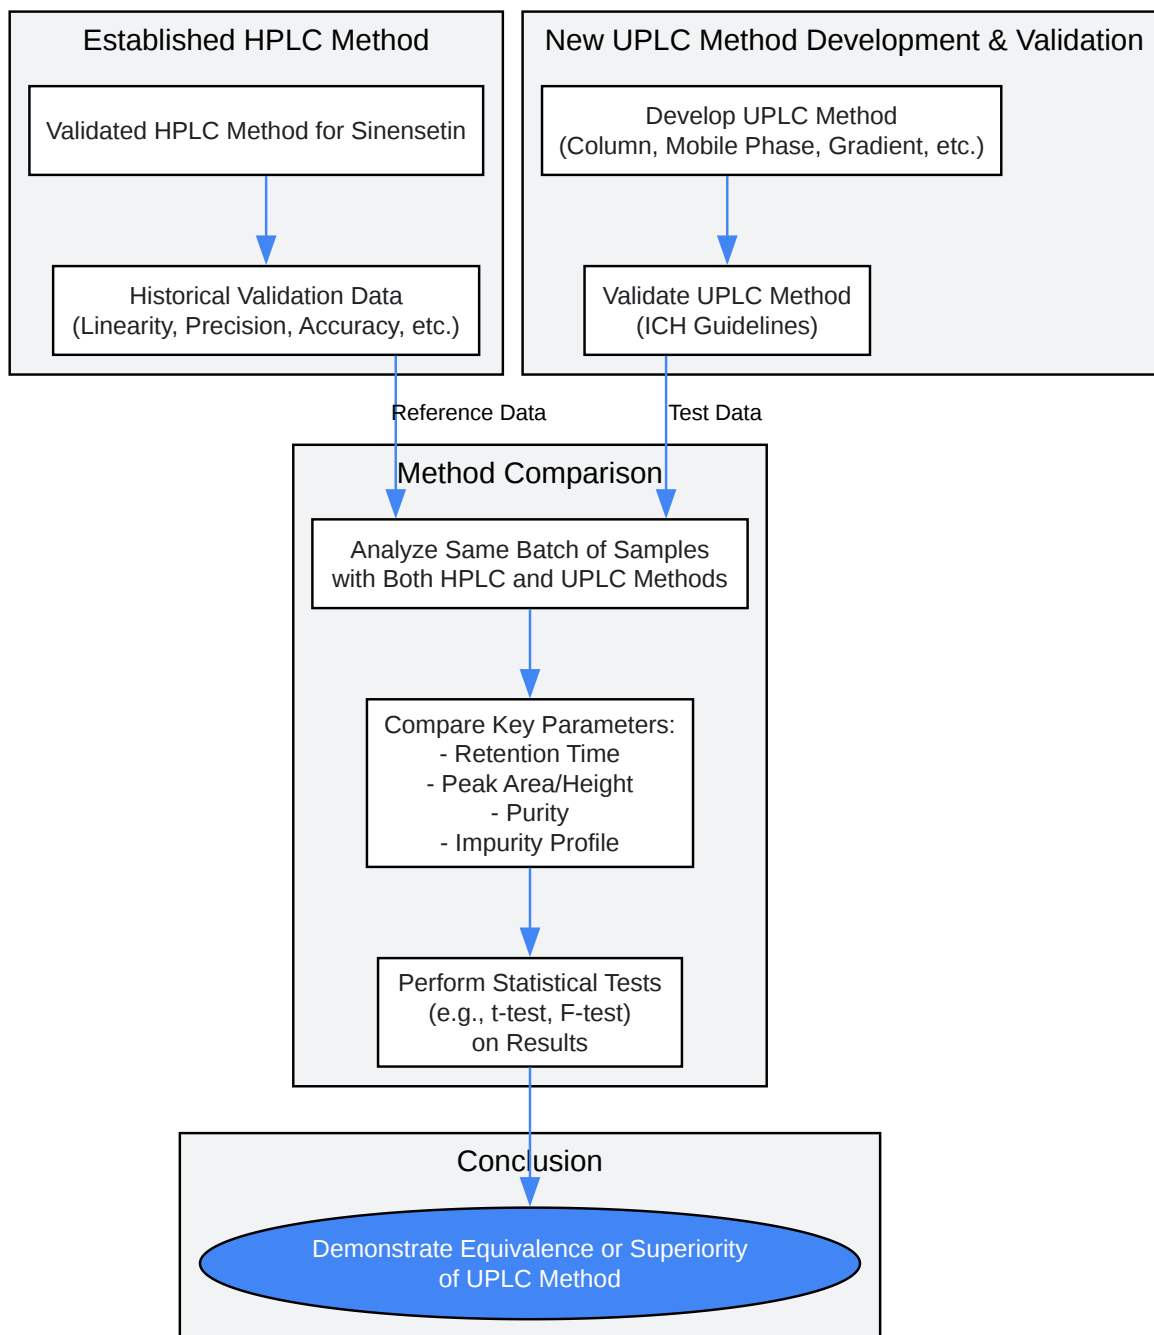 Established HPLC Method
Validated HPLC Method for Sinensetin
Historical Validation Data
(Linearity, Precision, Accuracy, etc.)
New UPLC Method Development & Validation
Develop UPLC Method
(Column, Mobile Phase, Gradient, etc.)
Validate UPLC Method
(ICH Guidelines)
Reference Data
Test Data
Method Comparison
Analyze Same Batch of Samples
with Both HPLC and UPLC Methods
Compare Key Parameters:
- Retention Time
- Peak Area/Height
- Purity
- Impurity Profile
Perform Statistical Tests
(e.g., t-test, F-test)
on Results
Conclusion
Demonstrate Equivalence or Superiority
of UPLC Method